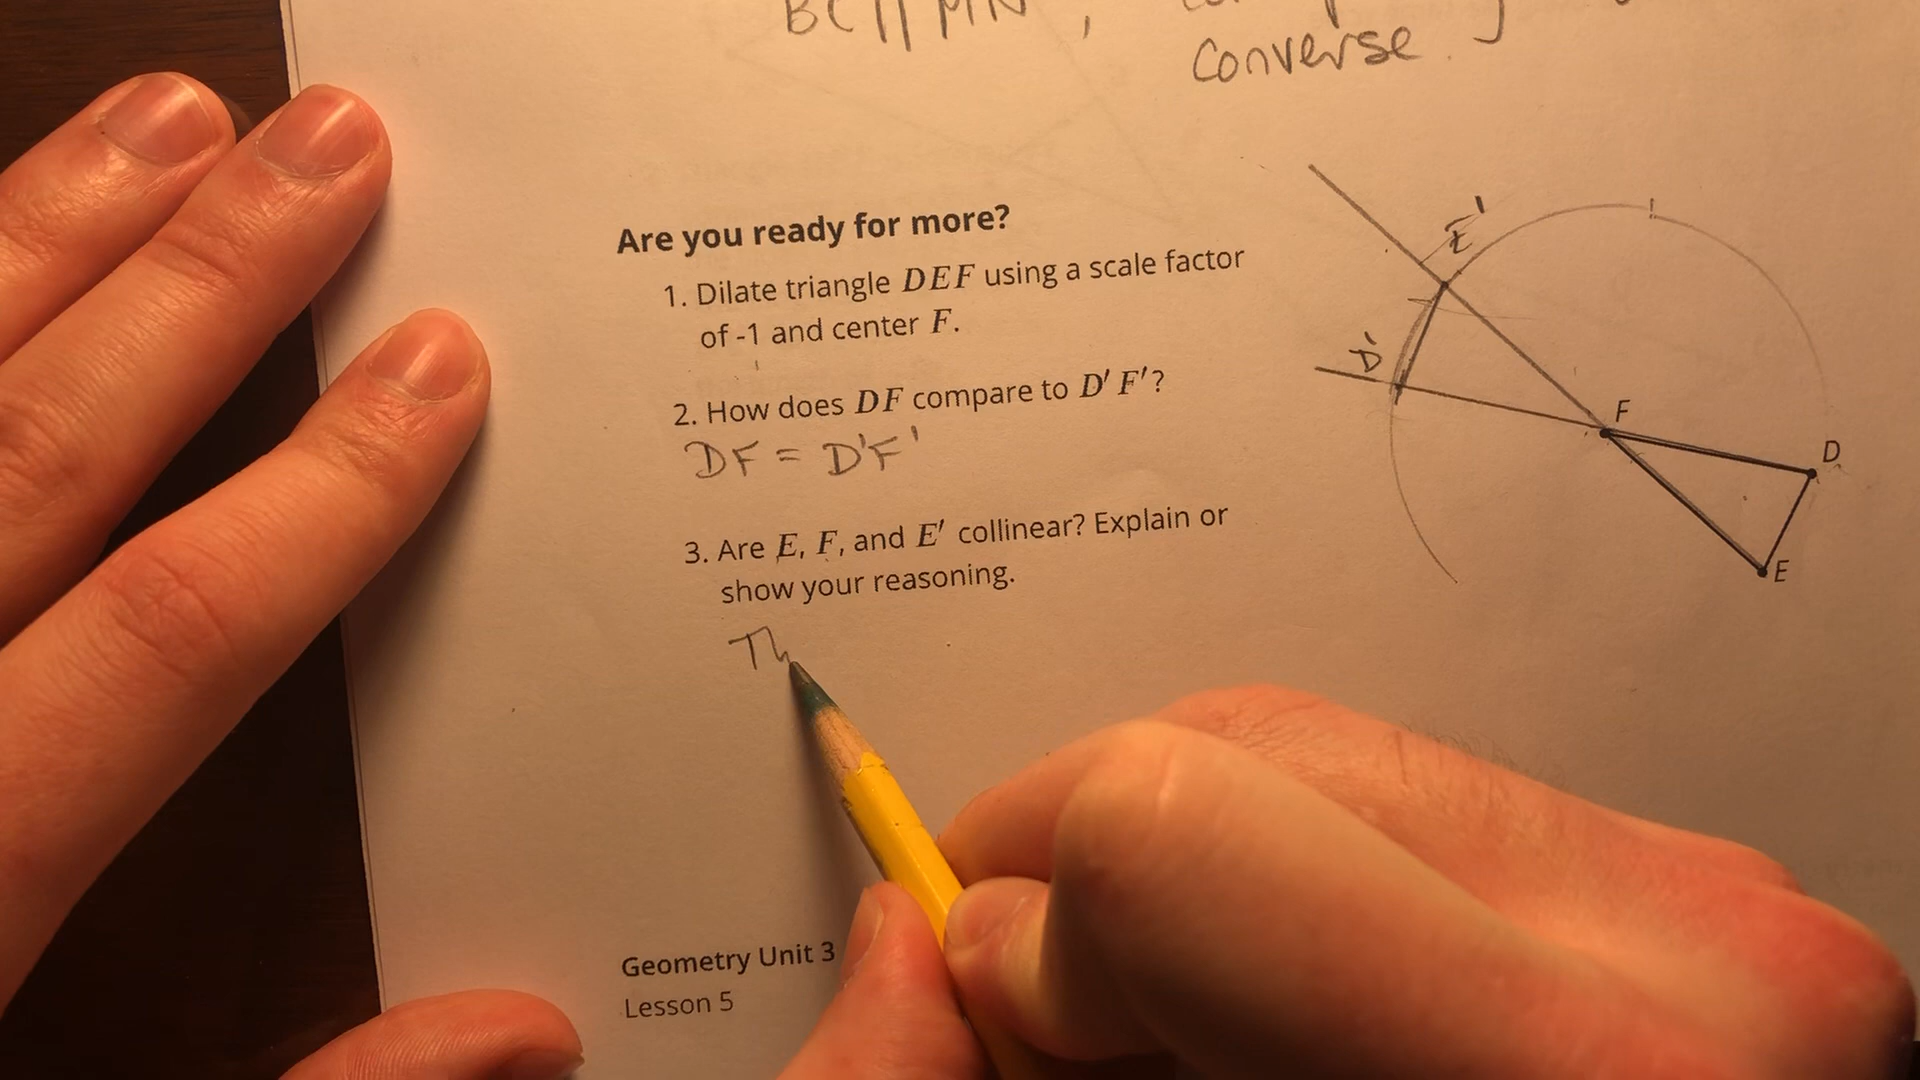 BC || MN ,
converse.
Are you ready for more?
1. Dilate triangle DEF using a scale factor
of -1 and center F.
2. How does DF compare to D′ F′?
DF = D'F'
3. Are E, F, and E′ collinear? Explain or
show your reasoning.
Th
E'
D'
F
D
E
Geometry Unit 3
Lesson 5